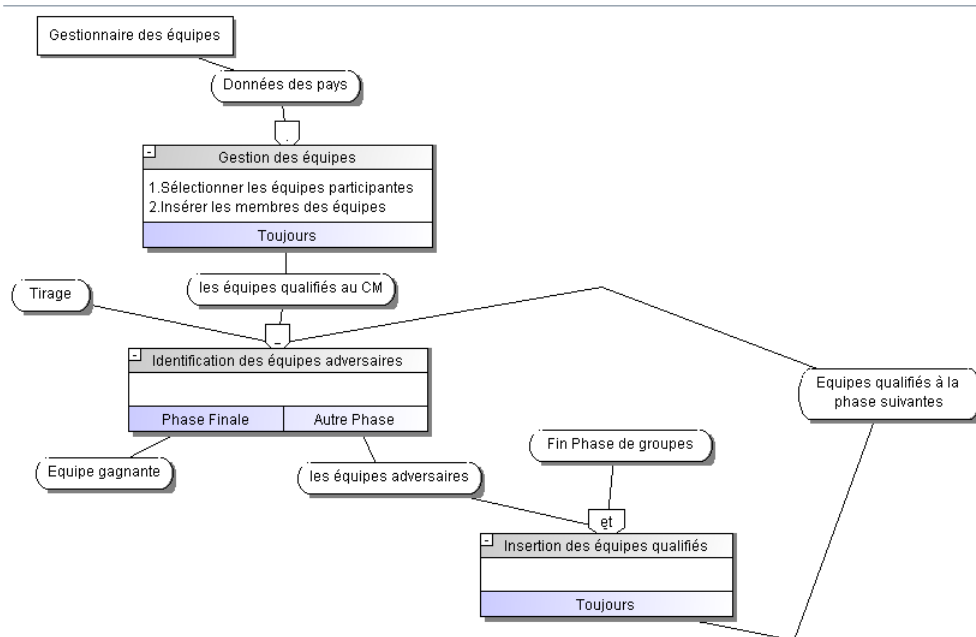 Gestionnaire des équipes
Données des pays
Gestion des équipes
1.Sélectionner les équipes participantes
2.Insérer les membres des équipes
Toujours
les équipes qualifiés au CM
Tirage
Identification des équipes adversaires
Phase Finale
Autre Phase
Equipes qualifiés à la
phase suivantes
Equipe gagnante
les équipes adversaires
Fin Phase de groupes
et
Insertion des équipes qualifiés
Toujours